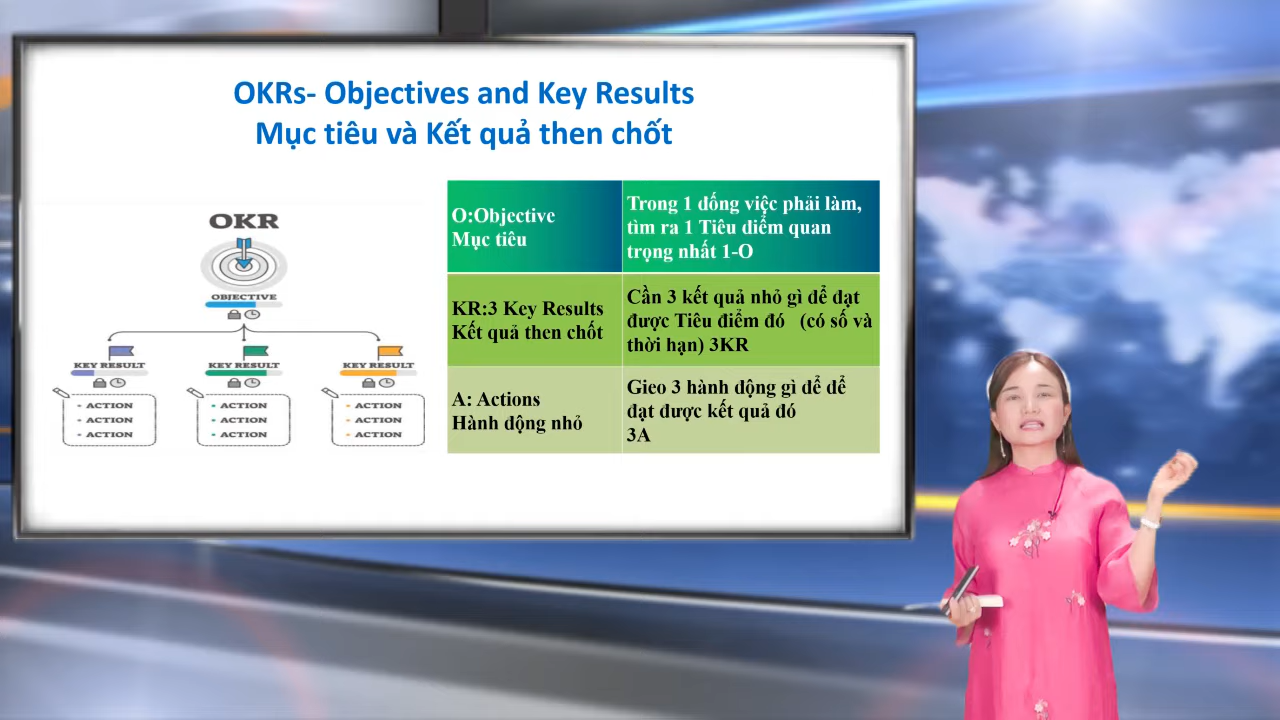 OKRs- Objectives and Key Results
Mục tiêu và Kết quả then chốt
OKR
OBJECTIVE
KEY RESULT
KEY RESULT
KEY RESULT
• ACTION
• ACTION
• ACTION
• ACTION
• ACTION
• ACTION
• ACTION
• ACTION
• ACTION
O:Objective
Mục tiêu
Trong 1 đống việc phải làm,
tìm ra 1 Tiêu điểm quan
trọng nhất 1-O
KR:3 Key Results
Kết quả then chốt
Cần 3 kết quả nhỏ gì để đạt
được Tiêu điểm đó (có số và
thời hạn) 3KR
A: Actions
Hành động nhỏ
Gieo 3 hành động gì để để
đạt được kết quả đó
3A